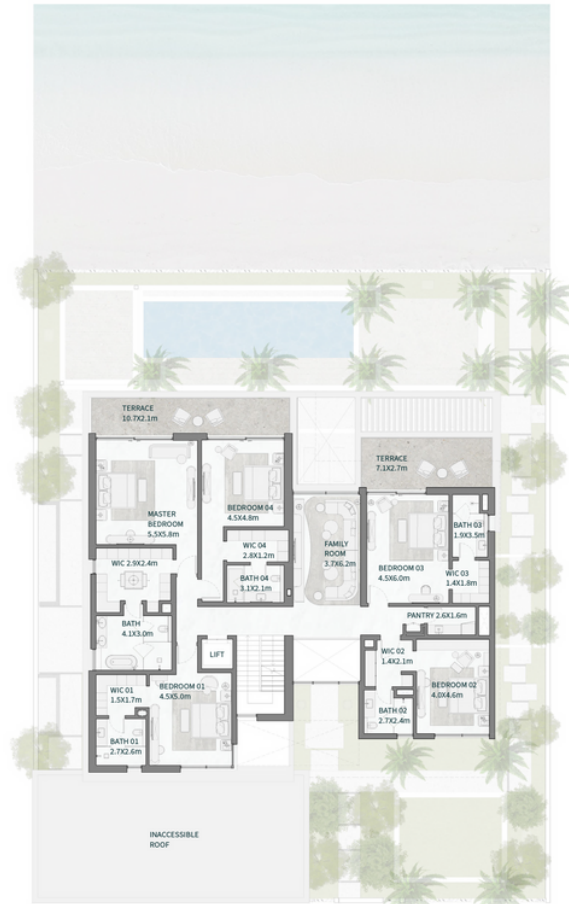 TERRACE
10.7X2.1m
TERRACE
7.1X2.7m
MASTER
BEDROOM
5.5X5.8m
BEDROOM 04
4.5X4.8m
BATH 03
1.9X3.5m
WIC 04
2.8X1.2m
FAMILY
ROOM
3.7X6.2m
WIC 2.9X2.4m
BEDROOM 03
4.5X6.0m
WIC 03
1.4X1.8m
BATH 04
3.1X2.1m
PANTRY 2.6X1.6m
BATH
4.1X3.0m
LIFT
WIC 02
1.4X2.1m
WIC 01
1.5X1.7m
BEDROOM 01
4.5X5.0m
BEDROOM 02
4.0X4.6m
BATH 02
2.7X2.4m
BATH 01
2.7X2.6m
INACCESSIBLE
ROOF